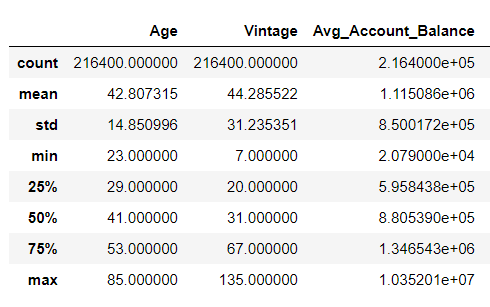 Age Vintage Avg_Account_Balance
count 216400.000000 216400.000000 2.164000e+05
mean 42.807315 44.285522 1.115086e+06
std 14.850996 31.235351 8.500172e+05
min 23.000000 7.000000 2.079000e+04
25% 29.000000 20.000000 5.958438e+05
50% 41.000000 31.000000 8.805390e+05
75% 53.000000 67.000000 1.346543e+06
max 85.000000 135.000000 1.035201e+07